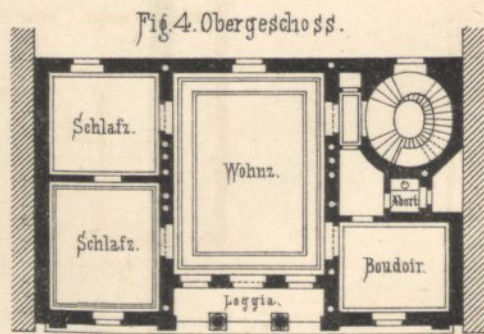 Fig. 4. Obergeschoss.
Schlafz.
Wohnz.
Abort
Schlafz.
Boudoir.
Loggia.